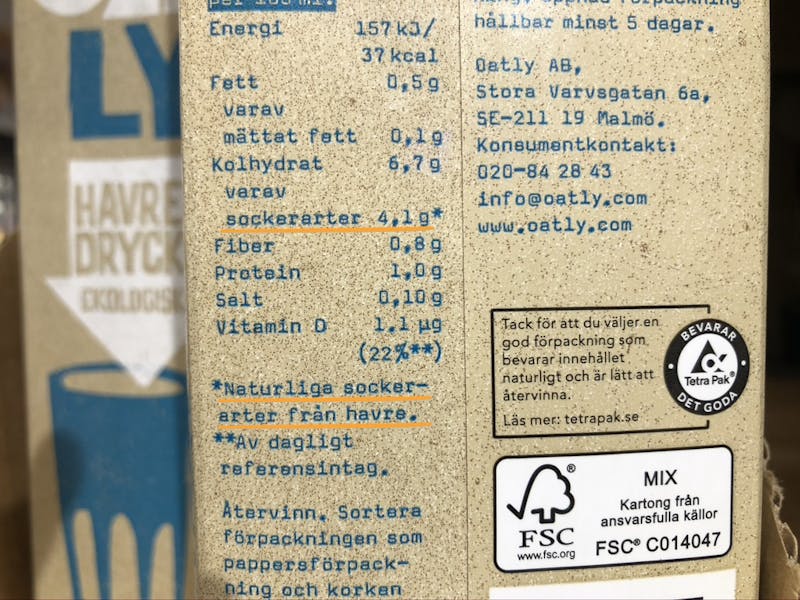 LY
HAVRE
DRYCK
EKOLOGISK
per 100 ml.
Energi 157 kJ/
37 kcal
Fett 0,5 g
varav
mättat fett 0,1 g
Kolhydrat 6,7 g
varav
sockerarter 4,1 g*
Fiber 0,8 g
Protein 1,0 g
Salt 0,10 g
Vitamin D 1.1 µg
(22%**)
*Naturliga socker-
arter från havre.
**Av dagligt
referensintag.
Återvinn. Sortera
förpackningen som
pappersförpack-
ning och korken
öppnad förpackning
hållbar minst 5 dagar.
Oatly AB,
Stora Varvsgatan 6a,
SE-211 19 Malmö.
Konsumentkontakt:
020-84 28 43
info@oatly.com
www.oatly.com
Tack för att du väljer en
god förpackning som
bevarar innehållet
naturligt och är lätt att
återvinna.
Läs mer: tetrapak.se
BEVARAR
Tetra Pak®
DET GODA
®
FSC
www.fsc.org
MIX
Kartong från
ansvarsfulla källor
FSC® C014047